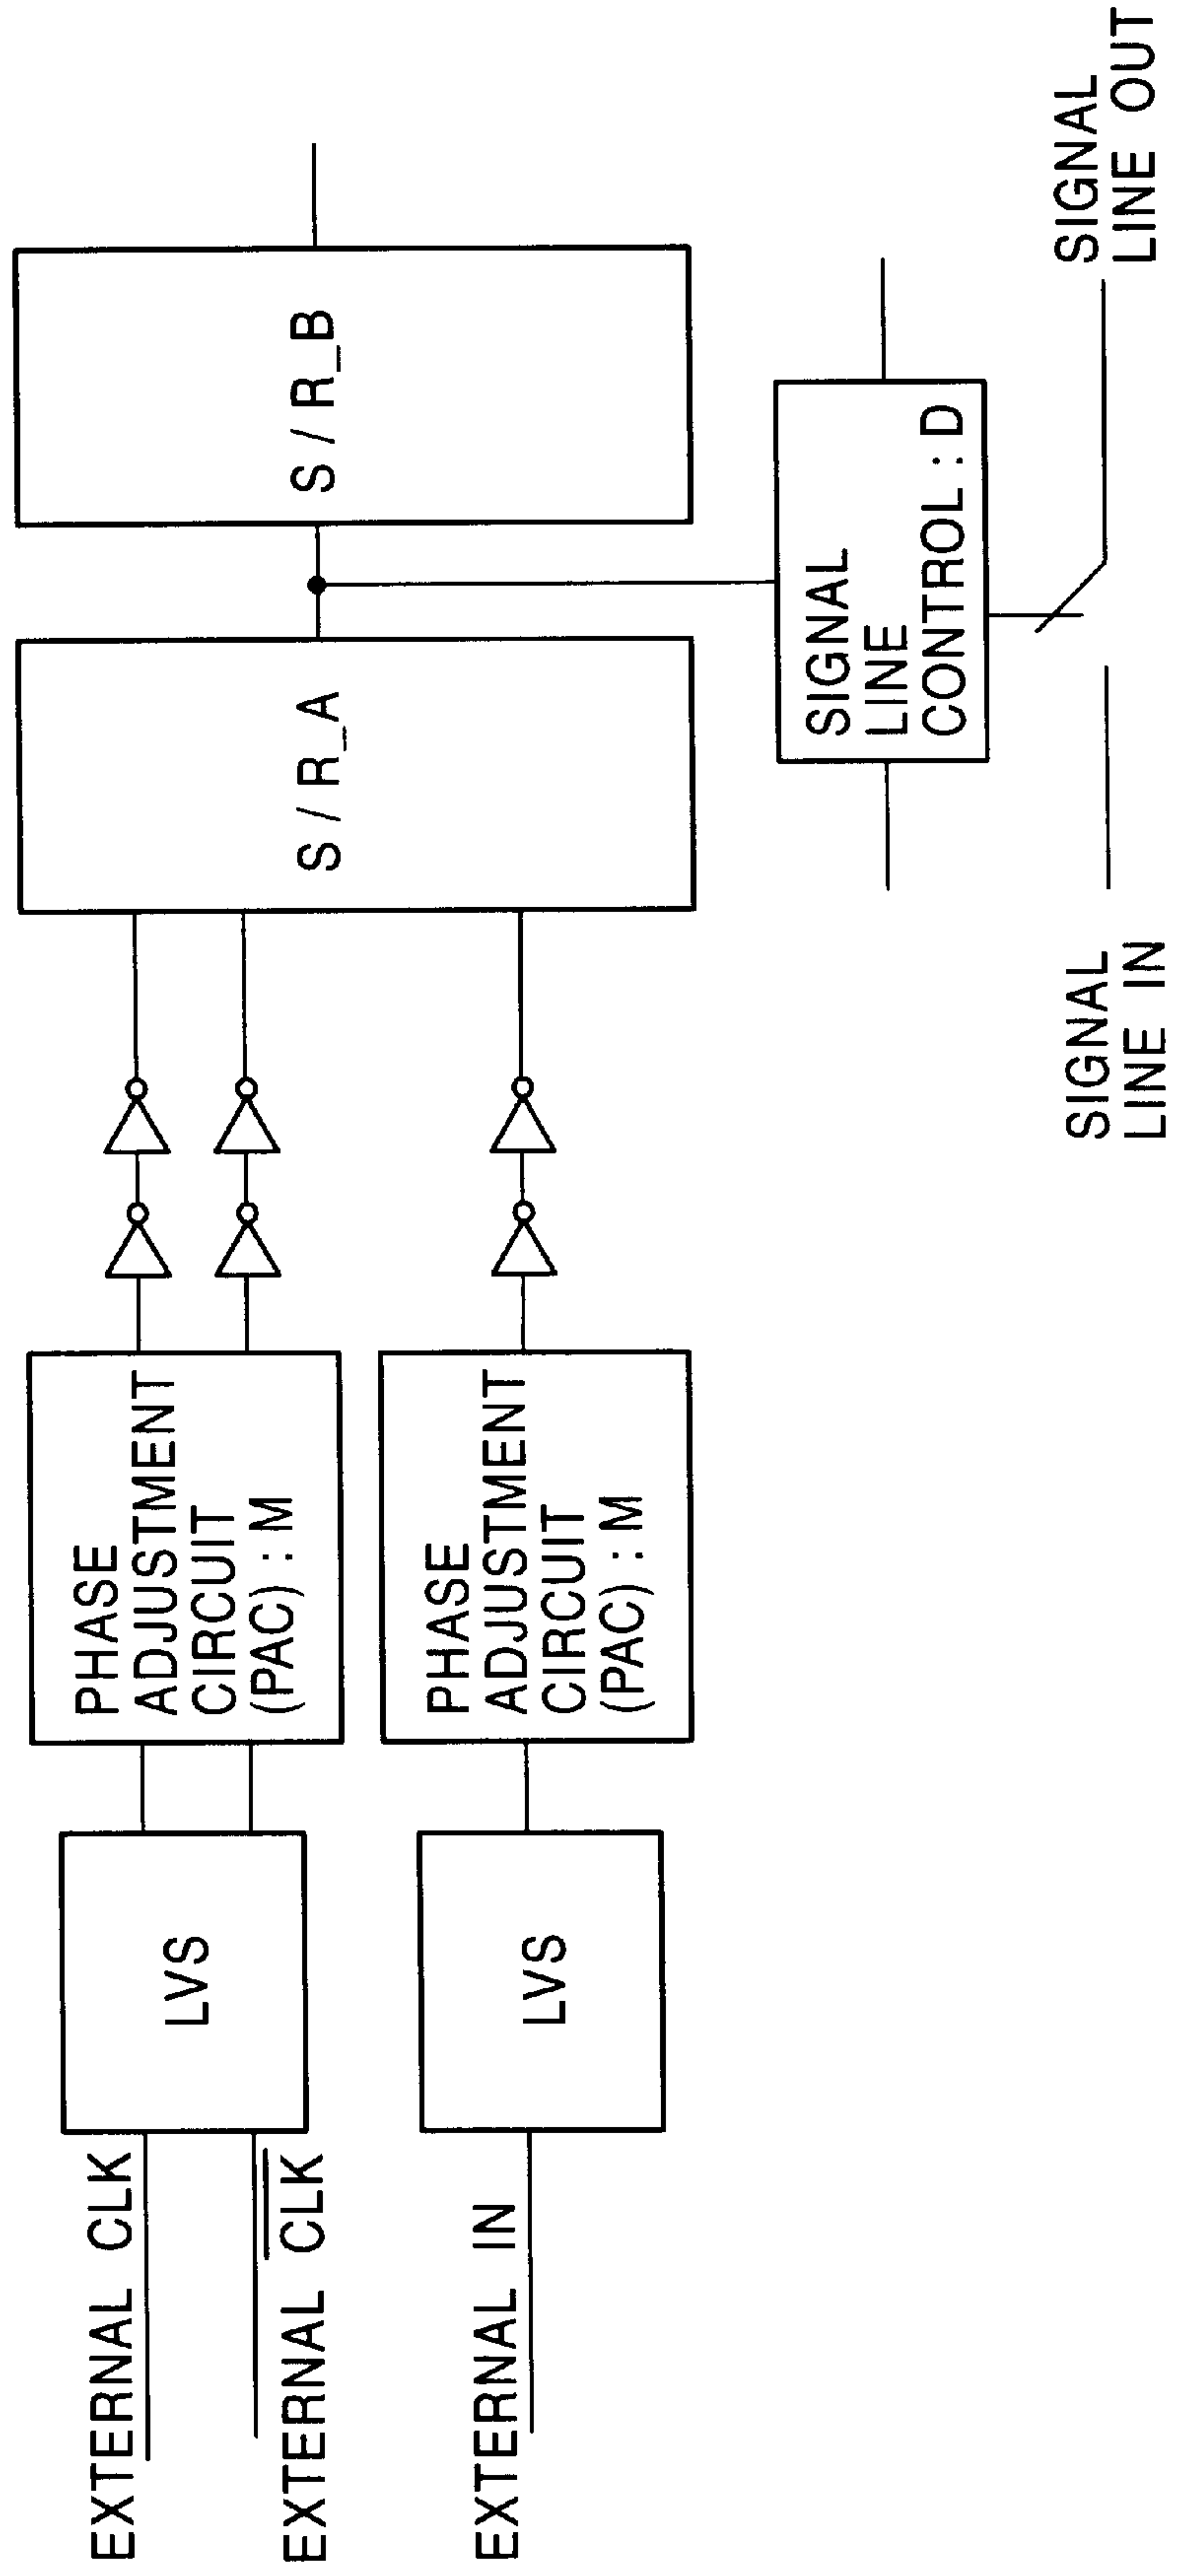 EXTERNAL CLK
EXTERNAL C̅L̅K̅
EXTERNAL IN
LVS
LVS
PHASE
ADJUSTMENT
CIRCUIT
(PAC) : M
PHASE
ADJUSTMENT
CIRCUIT
(PAC) : M
S / R_A
S / R_B
SIGNAL
LINE
CONTROL : D
SIGNAL
LINE IN
SIGNAL
LINE OUT